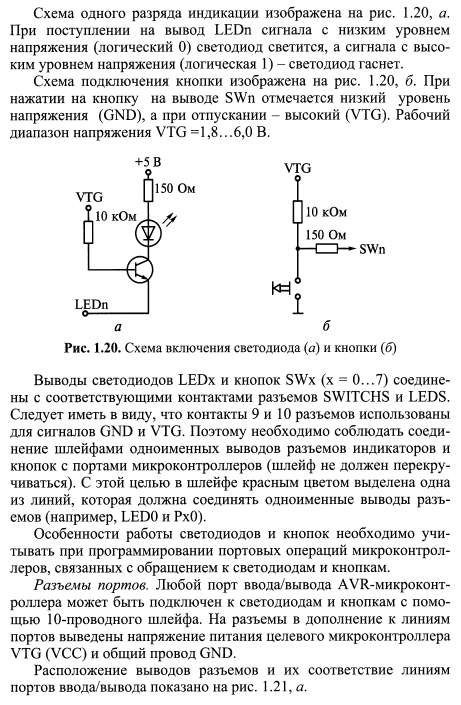 Схема одного разряда индикации изображена на рис. 1.20, а.
При поступлении на вывод LEDn сигнала с низким уровнем
напряжения (логический 0) светодиод светится, а сигнала с высо-
ким уровнем напряжения (логическая 1) – светодиод гаснет.
Схема подключения кнопки изображена на рис. 1.20, б. При
нажатии на кнопку на выводе SWn отмечается низкий уровень
напряжения (GND), а при отпускании – высокий (VTG). Рабочий
диапазон напряжения VTG =1,8…6,0 В.
+5 В
150 Ом
VTG
10 кОм
LEDn
а
VTG
10 кОм
150 Ом
SWn
б
Рис. 1.20. Схема включения светодиода (а) и кнопки (б)
Выводы светодиодов LEDx и кнопок SWx (x = 0…7) соедине-
ны с соответствующими контактами разъемов SWITCHS и LEDS.
Следует иметь в виду, что контакты 9 и 10 разъемов использованы
для сигналов GND и VTG. Поэтому необходимо соблюдать соеди-
нение шлейфами одноименных выводов разъемов индикаторов и
кнопок с портами микроконтроллеров (шлейф не должен перекру-
чиваться). С этой целью в шлейфе красным цветом выделена одна
из линий, которая должна соединять одноименные выводы разъ-
емов (например, LED0 и Px0).
Особенности работы светодиодов и кнопок необходимо учи-
тывать при программировании портовых операций микроконтрол-
леров, связанных с обращением к светодиодам и кнопкам.
Разъемы портов. Любой порт ввода/вывода AVR-микроконт-
роллера может быть подключен к светодиодам и кнопкам с помо-
щью 10-проводного шлейфа. На разъемы в дополнение к линиям
портов выведены напряжение питания целевого микроконтроллера
VTG (VCC) и общий провод GND.
Расположение выводов разъемов и их соответствие линиям
портов ввода/вывода показано на рис. 1.21, а.